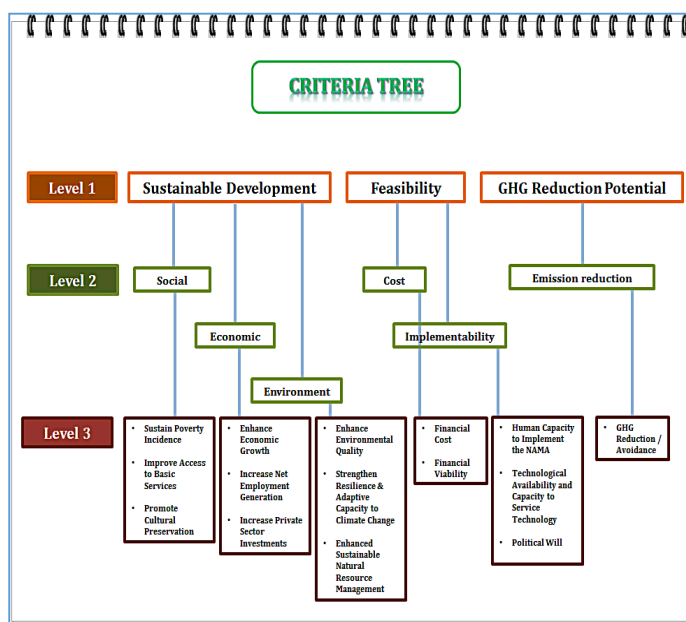 CRITERIA TREE
Level 1
Sustainable Development
Feasibility
GHG Reduction Potential
Level 2
Social
Cost
Emission reduction
Economic
Implementability
Environment
Level 3
• Sustain Poverty
Incidence
• Improve Access
to Basic
Services
• Promote
Cultural
Preservation
• Enhance
Economic
Growth
• Increase Net
Employment
Generation
• Increase Private
Sector
Investments
• Enhance
Environmental
Quality
• Strengthen
Resilience &
Adaptive
Capacity to
Climate Change
• Enhanced
Sustainable
Natural
Resource
Management
• Financial
Cost
• Financial
Viability
• Human Capacity
to Implement
the NAMA
• Technological
Availability and
Capacity to
Service
Technology
• Political Will
• GHG
Reduction /
Avoidance